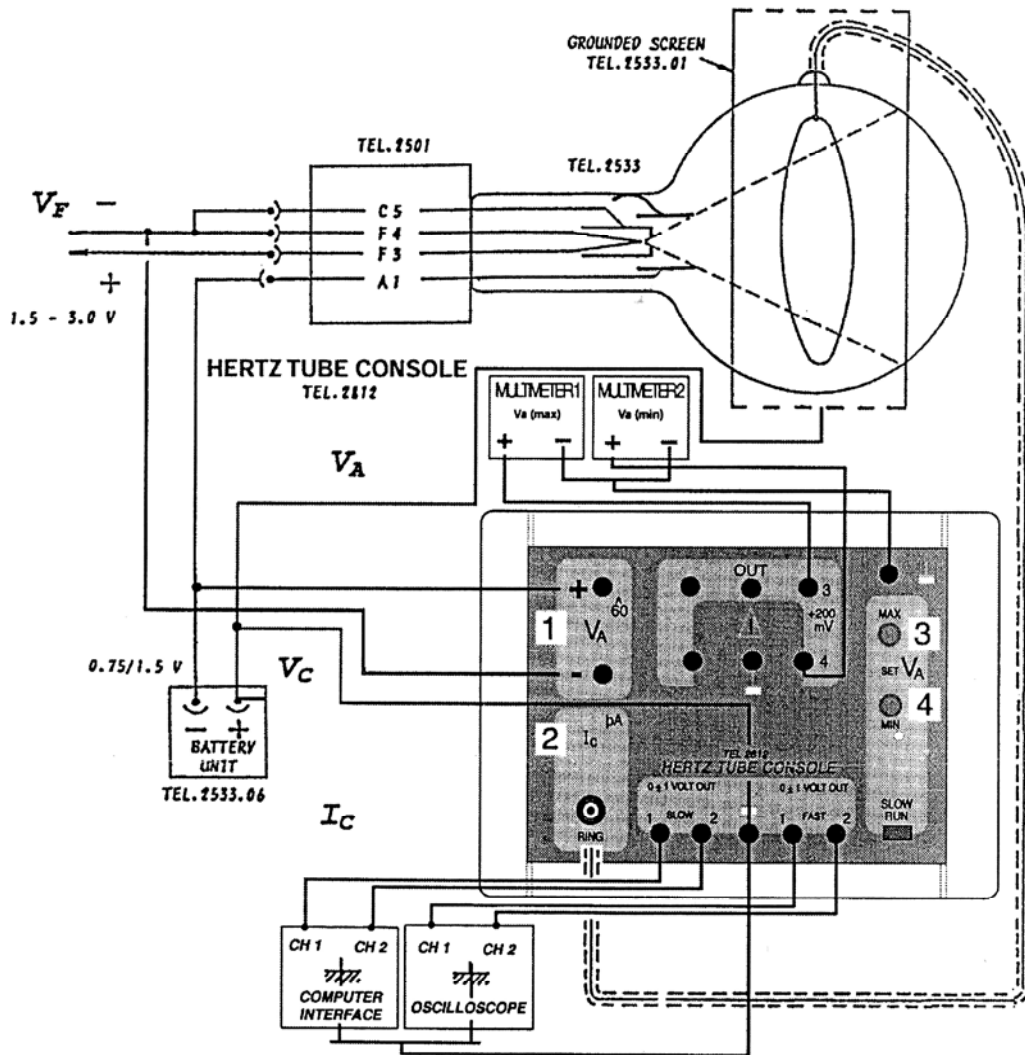 GROUNDED SCREEN
TEL.2533.01
TEL.2501
TEL.2533
V_F -
C 5
F 4
F 3
+
A 1
1.5 - 3.0 V
HERTZ TUBE CONSOLE
TEL.2812
MULTIMETER1
Va (max)
+ -
MULTIMETER2
Va (min)
+ -
V_A
OUT
+
60
3
-
1
V_A
1
+200
mV
MAX
3
SET V_A
4
-
-
4
MIN
0.75/1.5 V
V_C
2
pA
I_C
- +
BATTERY
UNIT
TEL.2533.06
TEL 2812
HERTZ TUBE CONSOLE
0 ± 1 VOLT OUT
0 ± 1 VOLT OUT
SLOW
RUN
I_C
RING
1 SLOW 2
1 FAST 2
CH 1 CH 2
COMPUTER
INTERFACE
CH 1 CH 2
OSCILLOSCOPE